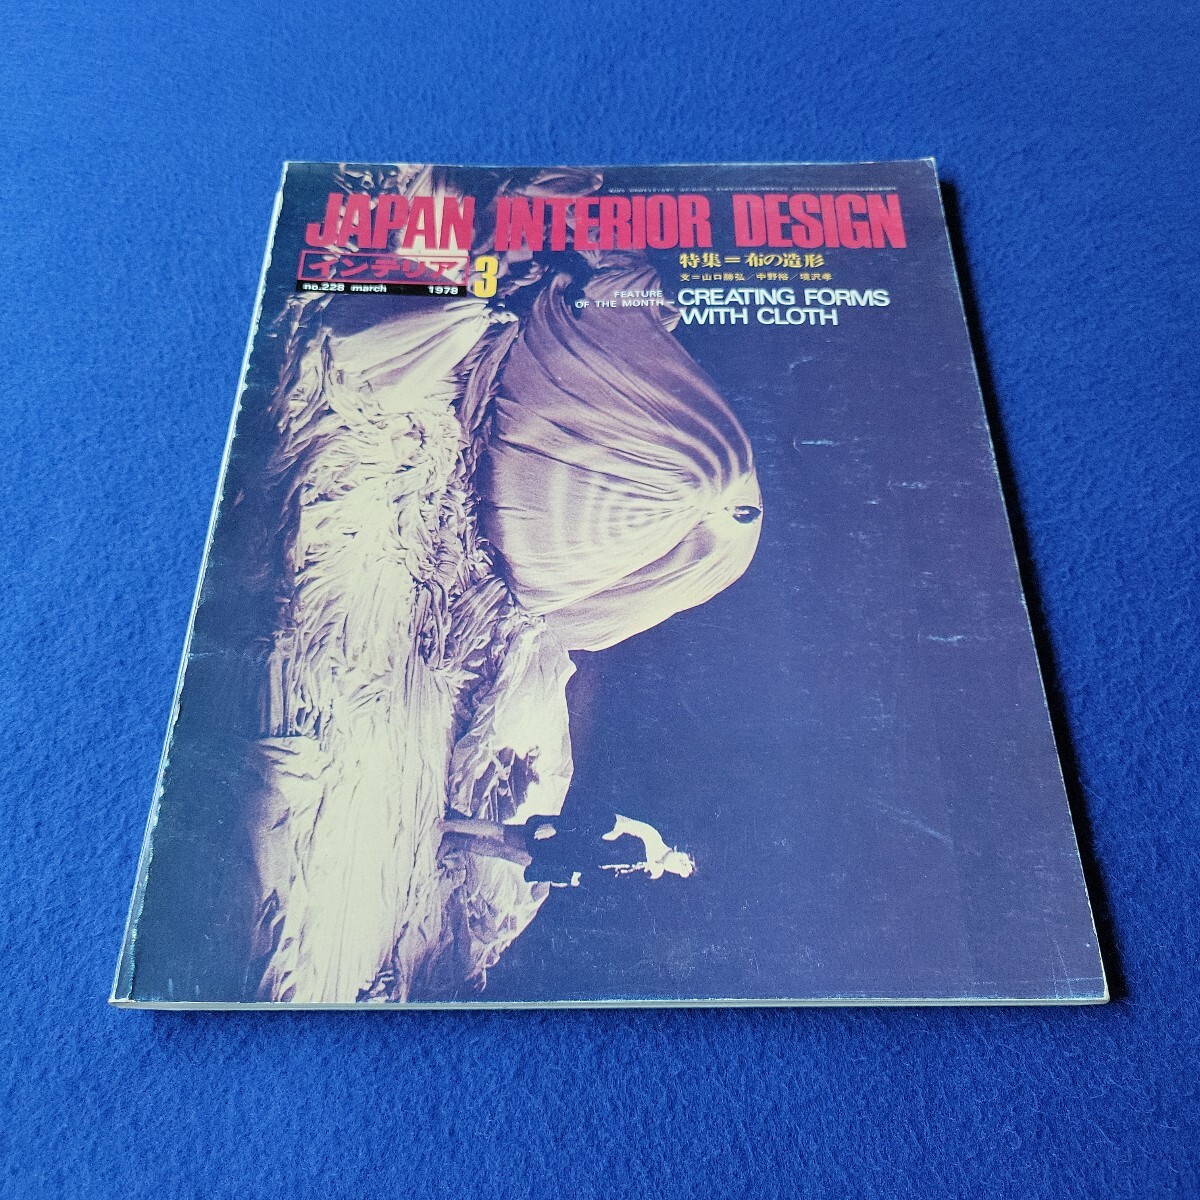 JAPAN INTERIOR DESIGN
インテリア 3
no.228 march 1978
特集＝布の造形
文＝山口勝弘／中野裕／境沢孝
FEATURE
OF THE MONTH—
CREATING FORMS
WITH CLOTH